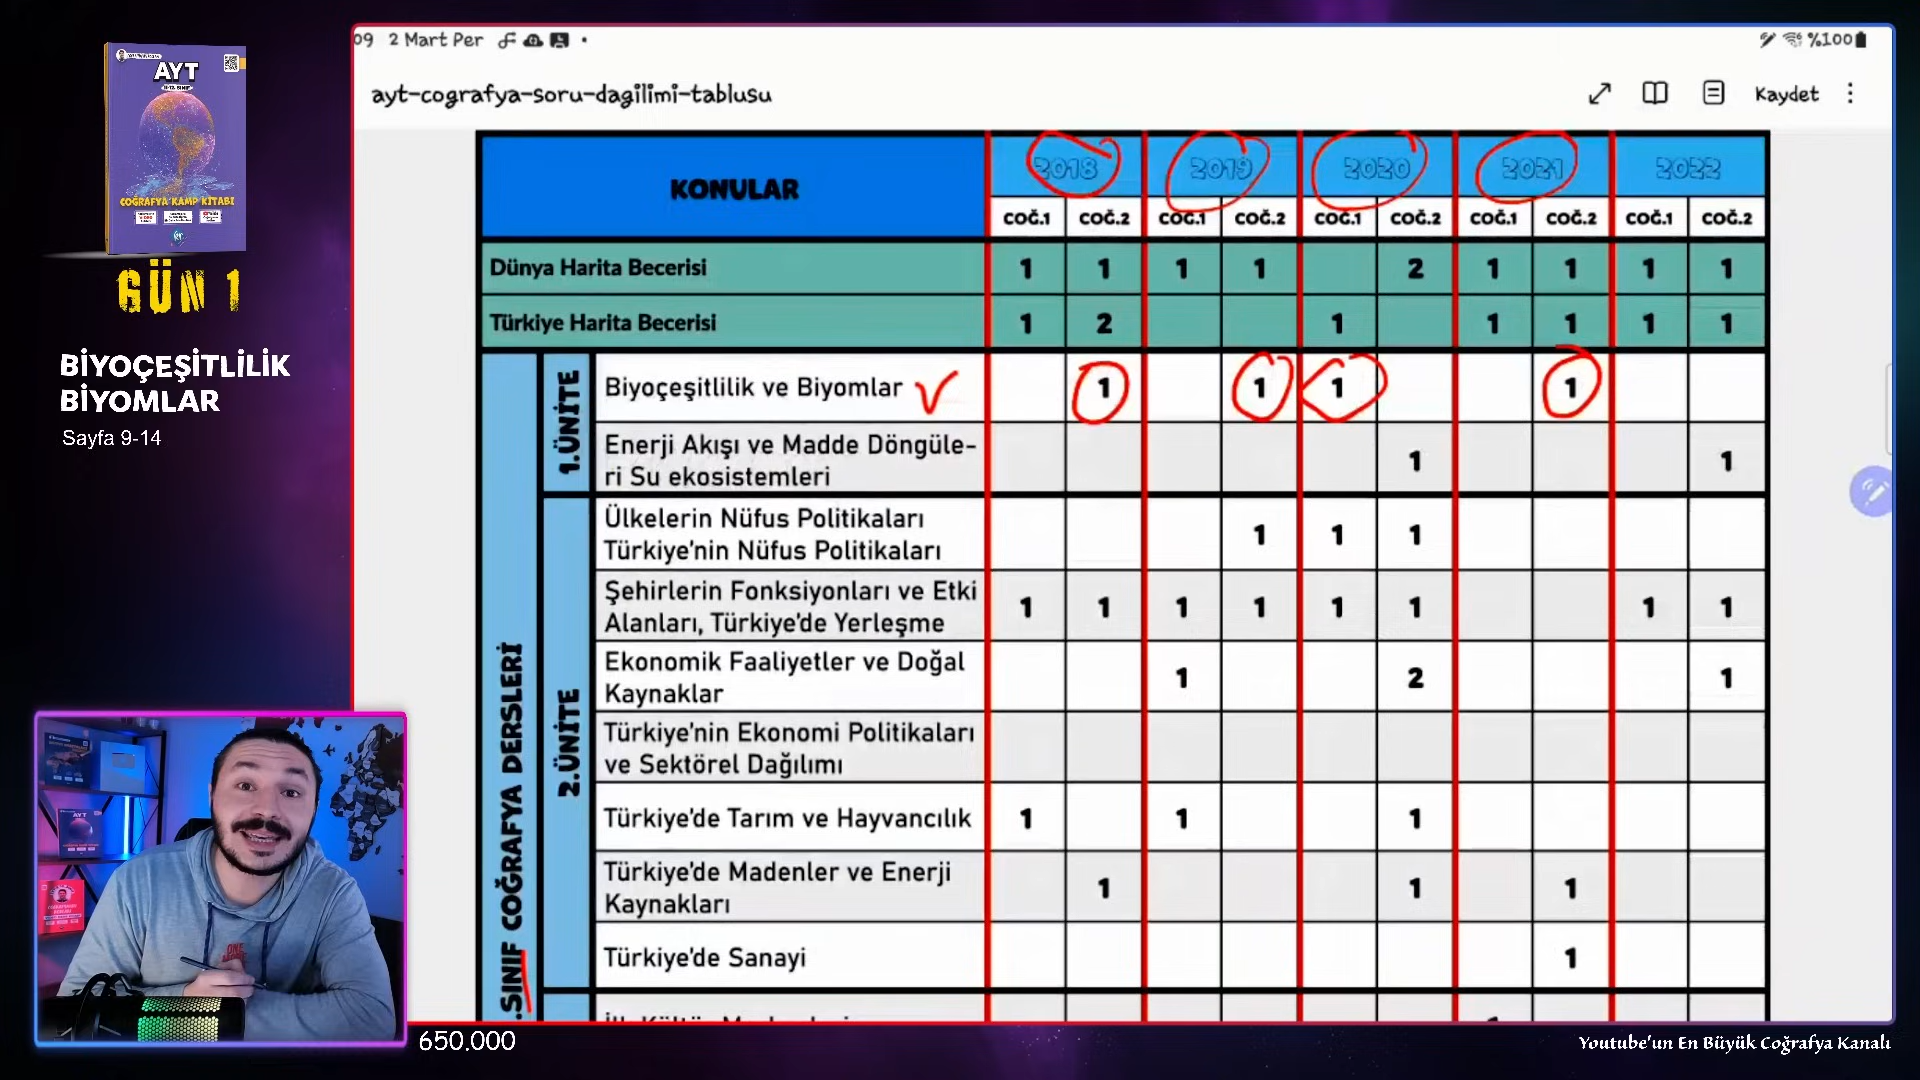 AYT
COĞRAFYA KAMP KİTABI
GÜN 1
BİYOÇEŞİTLİLİK
BİYOMLAR
Sayfa 9-14
09 2 Mart Per
%100
ayt-cografya-soru-dagilimi-tablusu
Kaydet
KONULAR 2018 2019 2020 2021 2022
COĞ.1 COĞ.2 COĞ.1 COĞ.2 COĞ.1 COĞ.2 COĞ.1 COĞ.2 COĞ.1 COĞ.2
Dünya Harita Becerisi 1 1 1 1 2 1 1 1 1
Türkiye Harita Becerisi 1 2 1 1 1 1 1
.SINIF COĞRAFYA DERSLERİ
1.ÜNİTE
Biyoçeşitlilik ve Biyomlar 1 1 1 1
Enerji Akışı ve Madde Döngüle-
ri Su ekosistemleri 1 1
2.ÜNİTE
Ülkelerin Nüfus Politikaları
Türkiye'nin Nüfus Politikaları 1 1 1
Şehirlerin Fonksiyonları ve Etki
Alanları, Türkiye'de Yerleşme 1 1 1 1 1 1 1 1
Ekonomik Faaliyetler ve Doğal
Kaynaklar 1 2 1
Türkiye'nin Ekonomi Politikaları
ve Sektörel Dağılımı
Türkiye'de Tarım ve Hayvancılık 1 1 1
Türkiye'de Madenler ve Enerji
Kaynakları 1 1 1
Türkiye'de Sanayi 1
650.000
Youtube'un En Büyük Coğrafya Kanalı